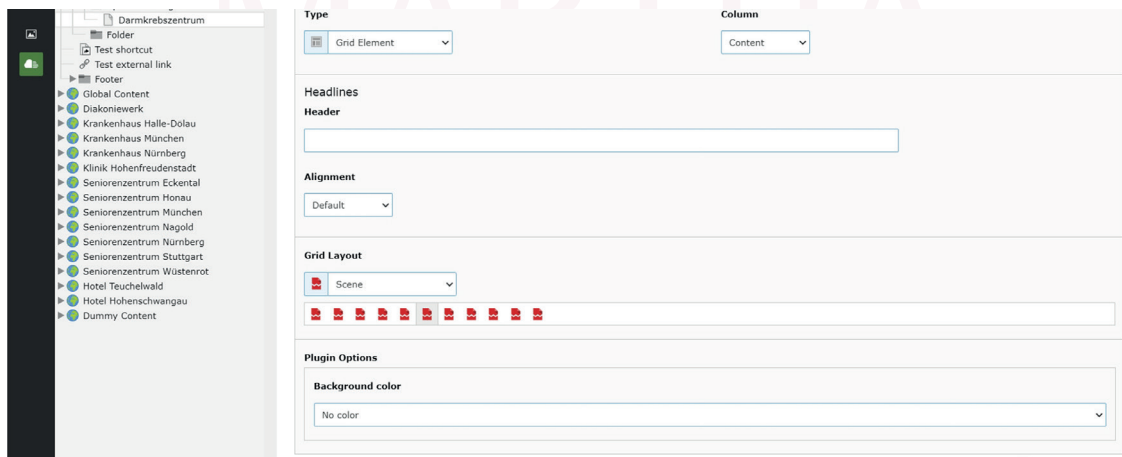 Darmkrebszentrum
Folder
Test shortcut
Test external link
Footer
Global Content
Diakoniewerk
Krankenhaus Halle-Dölau
Krankenhaus München
Krankenhaus Nürnberg
Klinik Hohenfreudenstadt
Seniorenzentrum Eckental
Seniorenzentrum Honau
Seniorenzentrum München
Seniorenzentrum Nagold
Seniorenzentrum Nürnberg
Seniorenzentrum Stuttgart
Seniorenzentrum Wüstenrot
Hotel Teuchelwald
Hotel Hohenschwangau
Dummy Content
Type
Column
Grid Element
Content
Headlines
Header
Alignment
Default
Grid Layout
Scene
Plugin Options
Background color
No color